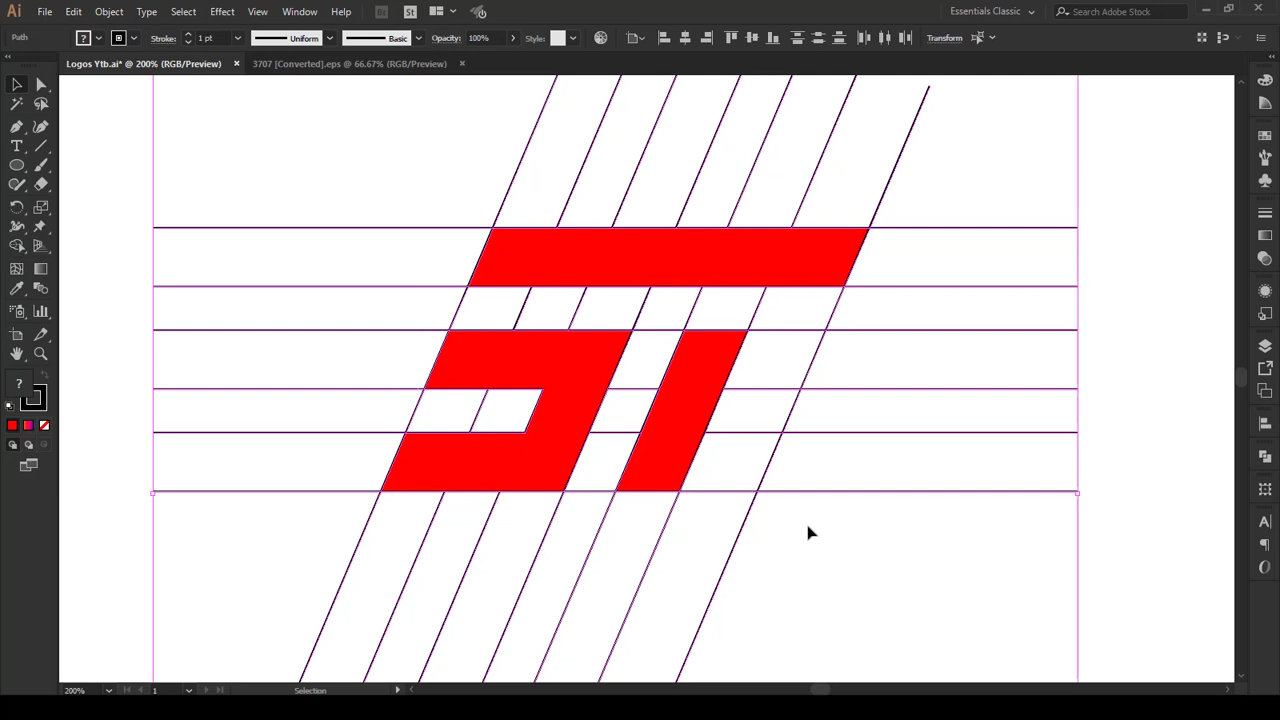 Ai File Edit Object Type Select Effect View Window Help Br St Essentials Classic Search Adobe Stock
Path ? Stroke: 1 pt Uniform Basic Opacity: 100% Style: Transform
Logos Ytb.ai* @ 200% (RGB/Preview) × 3707 [Converted].eps @ 66.67% (RGB/Preview) ×
?
200% 1 Selection